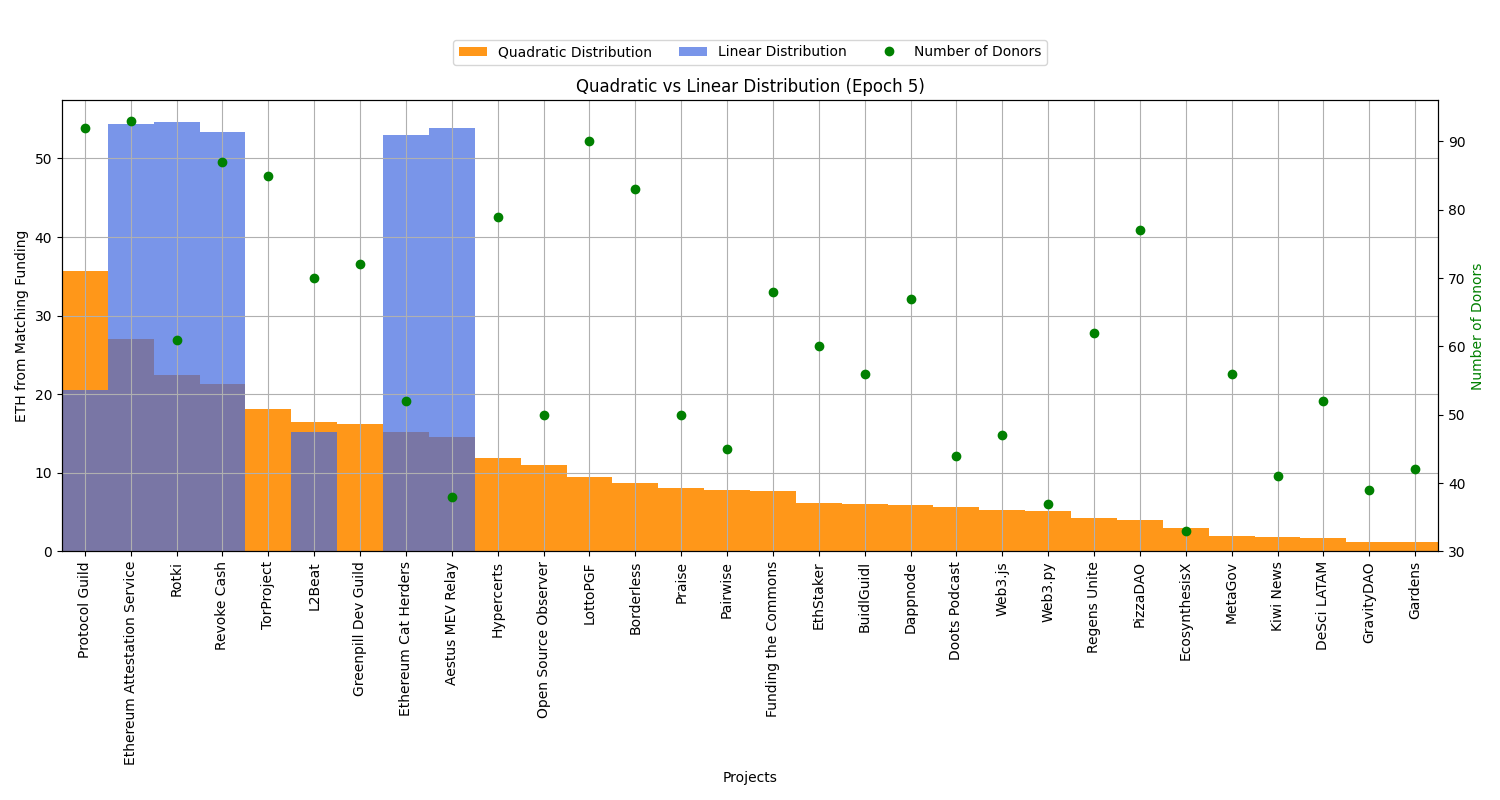 Quadratic Distribution Linear Distribution Number of Donors
Quadratic vs Linear Distribution (Epoch 5)
ETH from Matching Funding
50
40
30
20
10
0
90
80
70
60
50
40
30
Number of Donors
Protocol Guild
Ethereum Attestation Service
Rotki
Revoke Cash
TorProject
L2Beat
Greenpill Dev Guild
Ethereum Cat Herders
Aestus MEV Relay
Hypercerts
Open Source Observer
LottoPGF
Borderless
Praise
Pairwise
Funding the Commons
EthStaker
BuidlGuidl
Dappnode
Doots Podcast
Web3.js
Web3.py
Regens Unite
PizzaDAO
EcosynthesisX
MetaGov
Kiwi News
DeSci LATAM
GravityDAO
Gardens
Projects